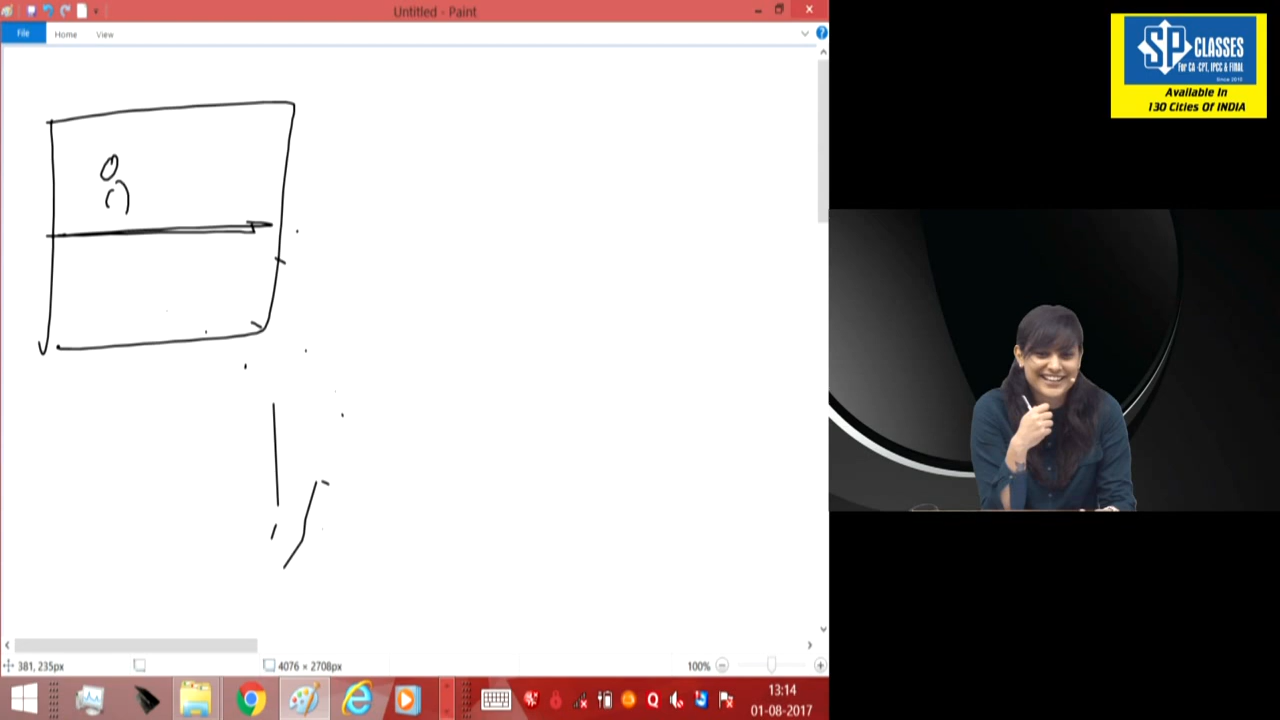 Untitled - Paint
File Home View
SP CLASSES
For CA -CPT, IPCC & FINAL
Since 2010
Available In
130 Cities Of INDIA
381, 235px
4076 × 2708px
100%
13:14
01-08-2017